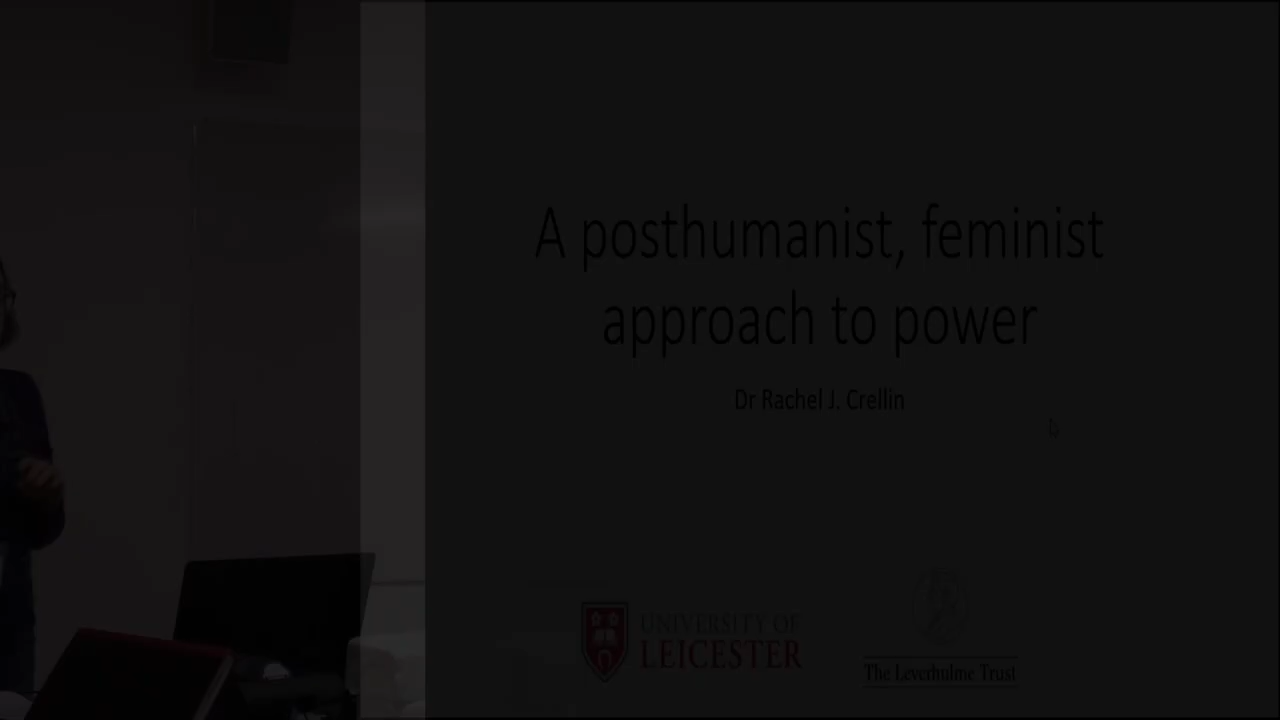 A posthumanist, feminist
approach to power
Dr Rachel J. Crellin
UNIVERSITY OF
LEICESTER
The Leverhulme Trust